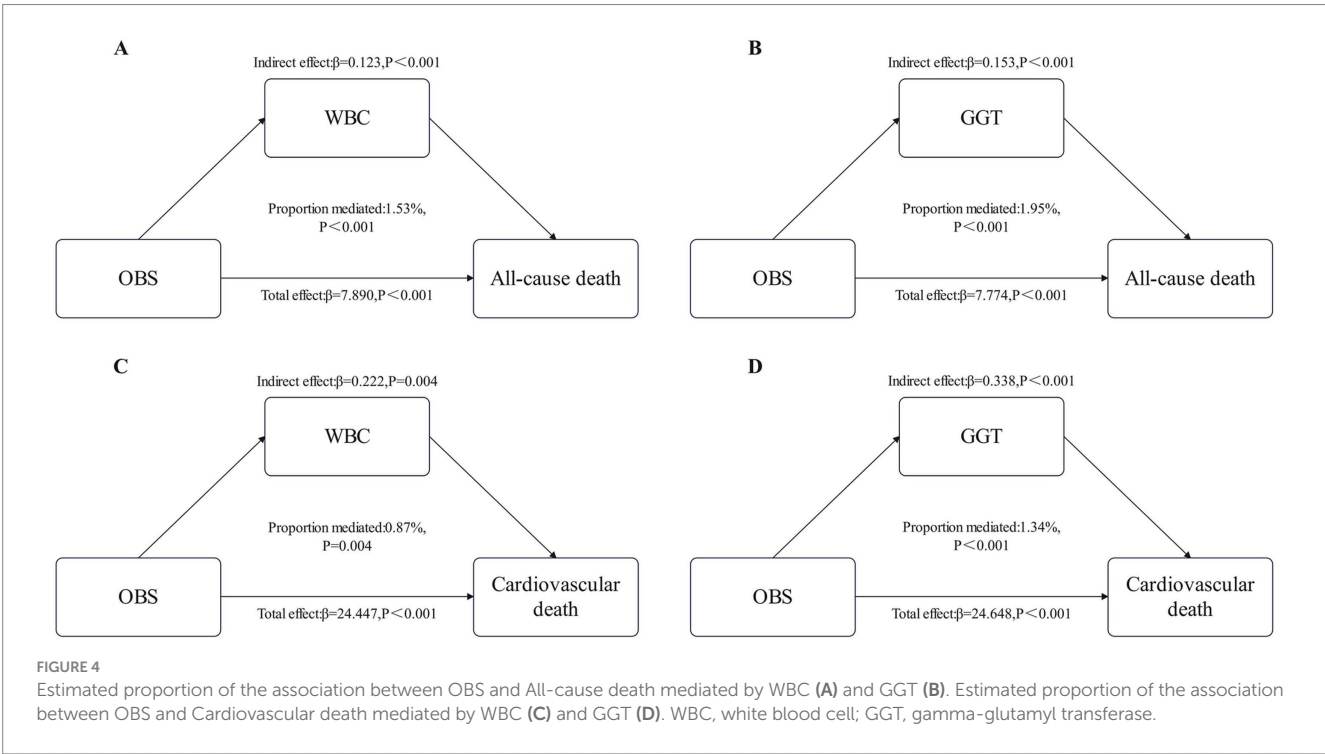 A
Indirect effect:β=0.123,P<0.001
WBC
Proportion mediated:1.53%,
P<0.001
OBS
All-cause death
Total effect:β=7.890,P<0.001
B
Indirect effect:β=0.153,P<0.001
GGT
Proportion mediated:1.95%,
P<0.001
OBS
All-cause death
Total effect:β=7.774,P<0.001
C
Indirect effect:β=0.222,P=0.004
WBC
Proportion mediated:0.87%,
P=0.004
OBS
Cardiovascular
death
Total effect:β=24.447,P<0.001
D
Indirect effect:β=0.338,P<0.001
GGT
Proportion mediated:1.34%,
P<0.001
OBS
Cardiovascular
death
Total effect:β=24.648,P<0.001
FIGURE 4
Estimated proportion of the association between OBS and All-cause death mediated by WBC (A) and GGT (B). Estimated proportion of the association
between OBS and Cardiovascular death mediated by WBC (C) and GGT (D). WBC, white blood cell; GGT, gamma-glutamyl transferase.